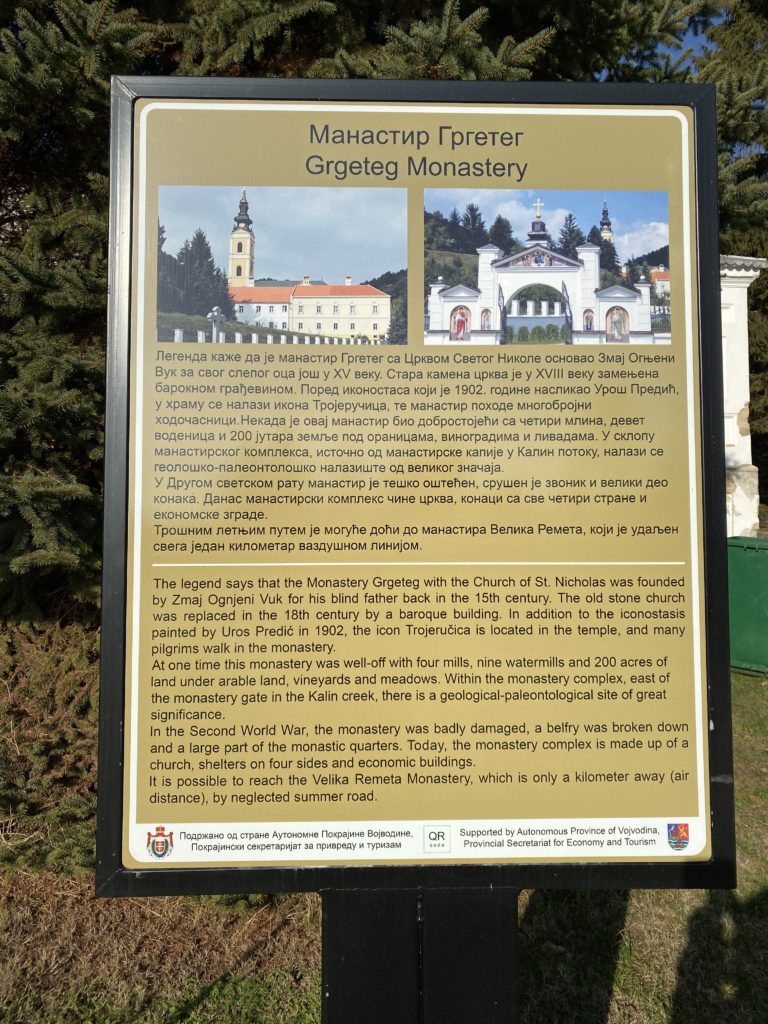 Манастир Гргетег
Grgeteg Monastery
Легенда каже да је манастир Гргетег са Црквом Светог Николе основао Змај Огњени
Вук за свог слепог оца још у XV веку. Стара камена црква је у XVIII веку замењена
барокном грађевином. Поред иконостаса који је 1902. године насликао Урош Предић,
у храму се налази икона Тројеручица, те манастир походе многобројни
ходочасници.Некада је овај манастир био добростојећи са четири млина, девет
воденица и 200 јутара земље под ораницама, виноградима и ливадама. У склопу
манастирског комплекса, источно од манастирске капије у Калин потоку, налази се
геолошко-палеонтолошко налазиште од великог значаја.
У Другом светском рату манастир је тешко оштећен, срушен је звоник и велики део
конака. Данас манастирски комплекс чине црква, конаци са све четири стране и
економске зграде.
Трошним летњим путем је могуће доћи до манастира Велика Ремета, који је удаљен
свега један километар ваздушном линијом.
The legend says that the Monastery Grgeteg with the Church of St. Nicholas was founded
by Zmaj Ognjeni Vuk for his blind father back in the 15th century. The old stone church
was replaced in the 18th century by a baroque building. In addition to the iconostasis
painted by Uros Predić in 1902, the icon Trojeručica is located in the temple, and many
pilgrims walk in the monastery.
At one time this monastery was well-off with four mills, nine watermills and 200 acres of
land under arable land, vineyards and meadows. Within the monastery complex, east of
the monastery gate in the Kalin creek, there is a geological-paleontological site of great
significance.
In the Second World War, the monastery was badly damaged, a belfry was broken down
and a large part of the monastic quarters. Today, the monastery complex is made up of a
church, shelters on four sides and economic buildings.
It is possible to reach the Velika Remeta Monastery, which is only a kilometer away (air
distance), by neglected summer road.
Подржано од стране Аутономне Покрајине Војводине,
Покрајински секретаријат за привреду и туризам
QR
code
Supported by Autonomous Province of Vojvodina,
Provincial Secretariat for Economy and Tourism